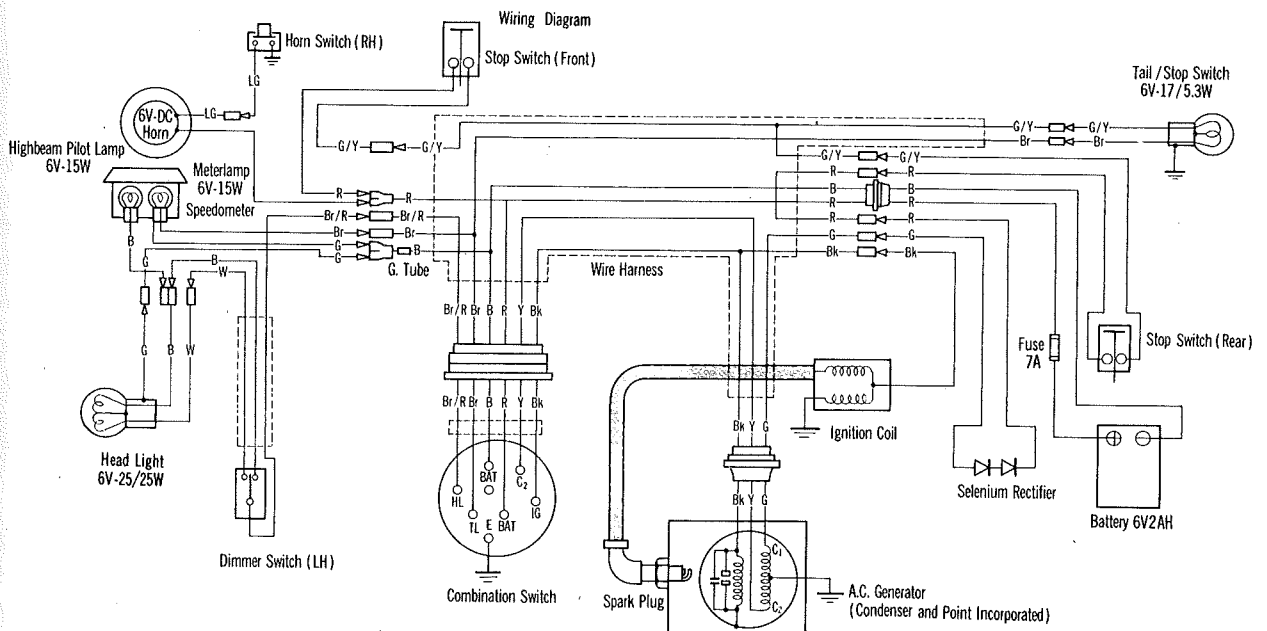 Wiring Diagram
Horn Switch (RH)
Stop Switch (Front)
LG
Tail / Stop Switch
6V-17/5.3W
6V-DC
Horn
LG
Highbeam Pilot Lamp
6V-15W
G/Y
G/Y
G/Y
G/Y
Br
Br
Meterlamp
6V-15W
Speedometer
G/Y
G/Y
R
R
R
R
B
B
R
R
Br/R
Br/R
R
R
Br
Br
G
G
G
B
G
Bk
Bk
B
G
B
W
G. Tube
Wire Harness
Br/R Br B R Y Bk
G
B
W
Fuse
7A
Stop Switch (Rear)
Br/R Br B R Y Bk
Bk Y G
Ignition Coil
Head Light
6V-25/25W
BAT
C2
HL
IG
TL
E
BAT
Bk Y G
Selenium Rectifier
Battery 6V2AH
Dimmer Switch (LH)
Combination Switch
Spark Plug
C1
C2
A.C. Generator
(Condenser and Point Incorporated)